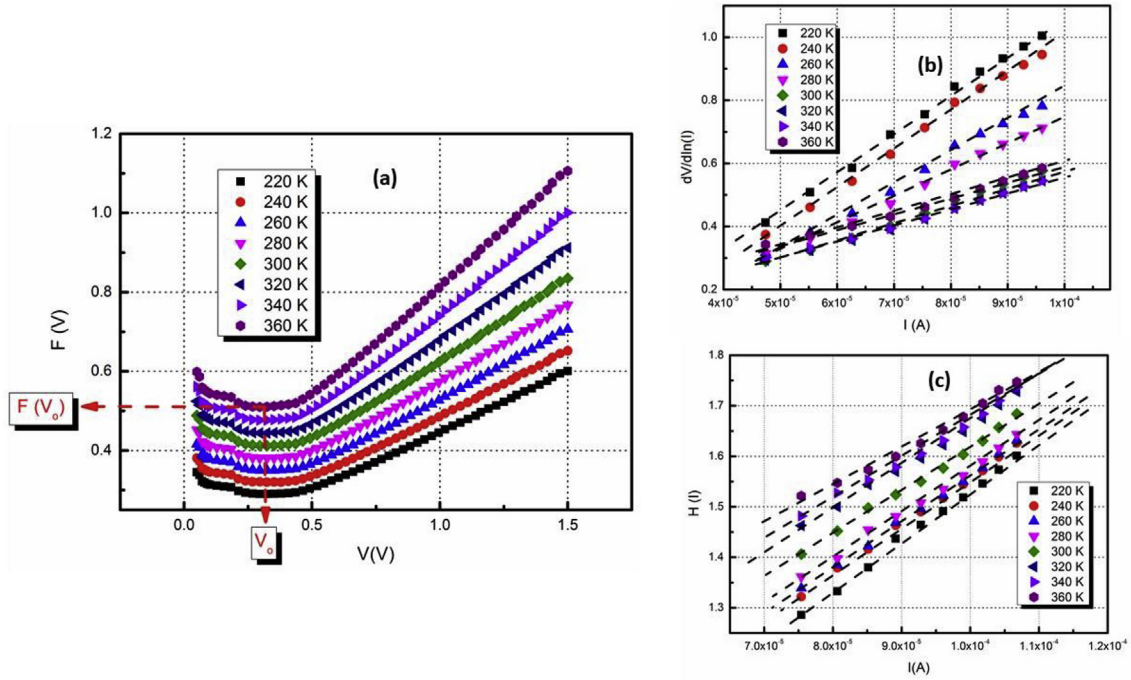 (a)
220 K
240 K
260 K
280 K
300 K
320 K
340 K
360 K
F (V)
1.2
1.0
0.8
0.6
0.4
F (Vₒ)
0.0
0.5
1.0
1.5
Vₒ
V(V)
(b)
220 K
240 K
260 K
280 K
300 K
320 K
340 K
360 K
dV/dln(I)
1.0
0.8
0.6
0.4
0.2
4x10⁻⁵
5x10⁻⁵
6x10⁻⁵
7x10⁻⁵
8x10⁻⁵
9x10⁻⁵
1x10⁻⁴
I (A)
(c)
H (I)
1.8
1.7
1.6
1.5
1.4
1.3
220 K
240 K
260 K
280 K
300 K
320 K
340 K
360 K
7.0x10⁻⁵
8.0x10⁻⁵
9.0x10⁻⁵
1.0x10⁻⁴
1.1x10⁻⁴
1.2x10⁻⁴
I(A)